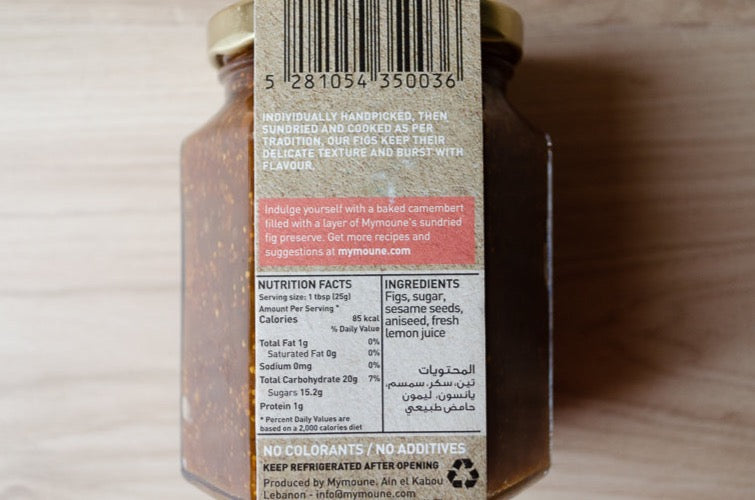 5 281054 350036
INDIVIDUALLY HANDPICKED, THEN
SUNDRIED AND COOKED AS PER
TRADITION, OUR FIGS KEEP THEIR
DELICATE TEXTURE AND BURST WITH
FLAVOUR.
Indulge yourself with a baked camembert
filled with a layer of Mymoune's sundried
fig preserve. Get more recipes and
suggestions at mymoune.com
NUTRITION FACTS
Serving size: 1 tbsp (25g)
Amount Per Serving *
Calories 85 kcal
% Daily Value
Total Fat 1g 0%
Saturated Fat 0g 0%
Sodium 0mg 0%
Total Carbohydrate 20g 7%
Sugars 15.2g
Protein 1g
* Percent Daily Values are
based on a 2,000 calories diet
INGREDIENTS
Figs, sugar,
sesame seeds,
aniseed, fresh
lemon juice
المحتويات
تين، سكر، سمسم،
يانسون، ليمون
حامض طبيعي
NO COLORANTS / NO ADDITIVES
KEEP REFRIGERATED AFTER OPENING
Produced by Mymoune, Ain el Kabou
Lebanon - info@mymoune.com